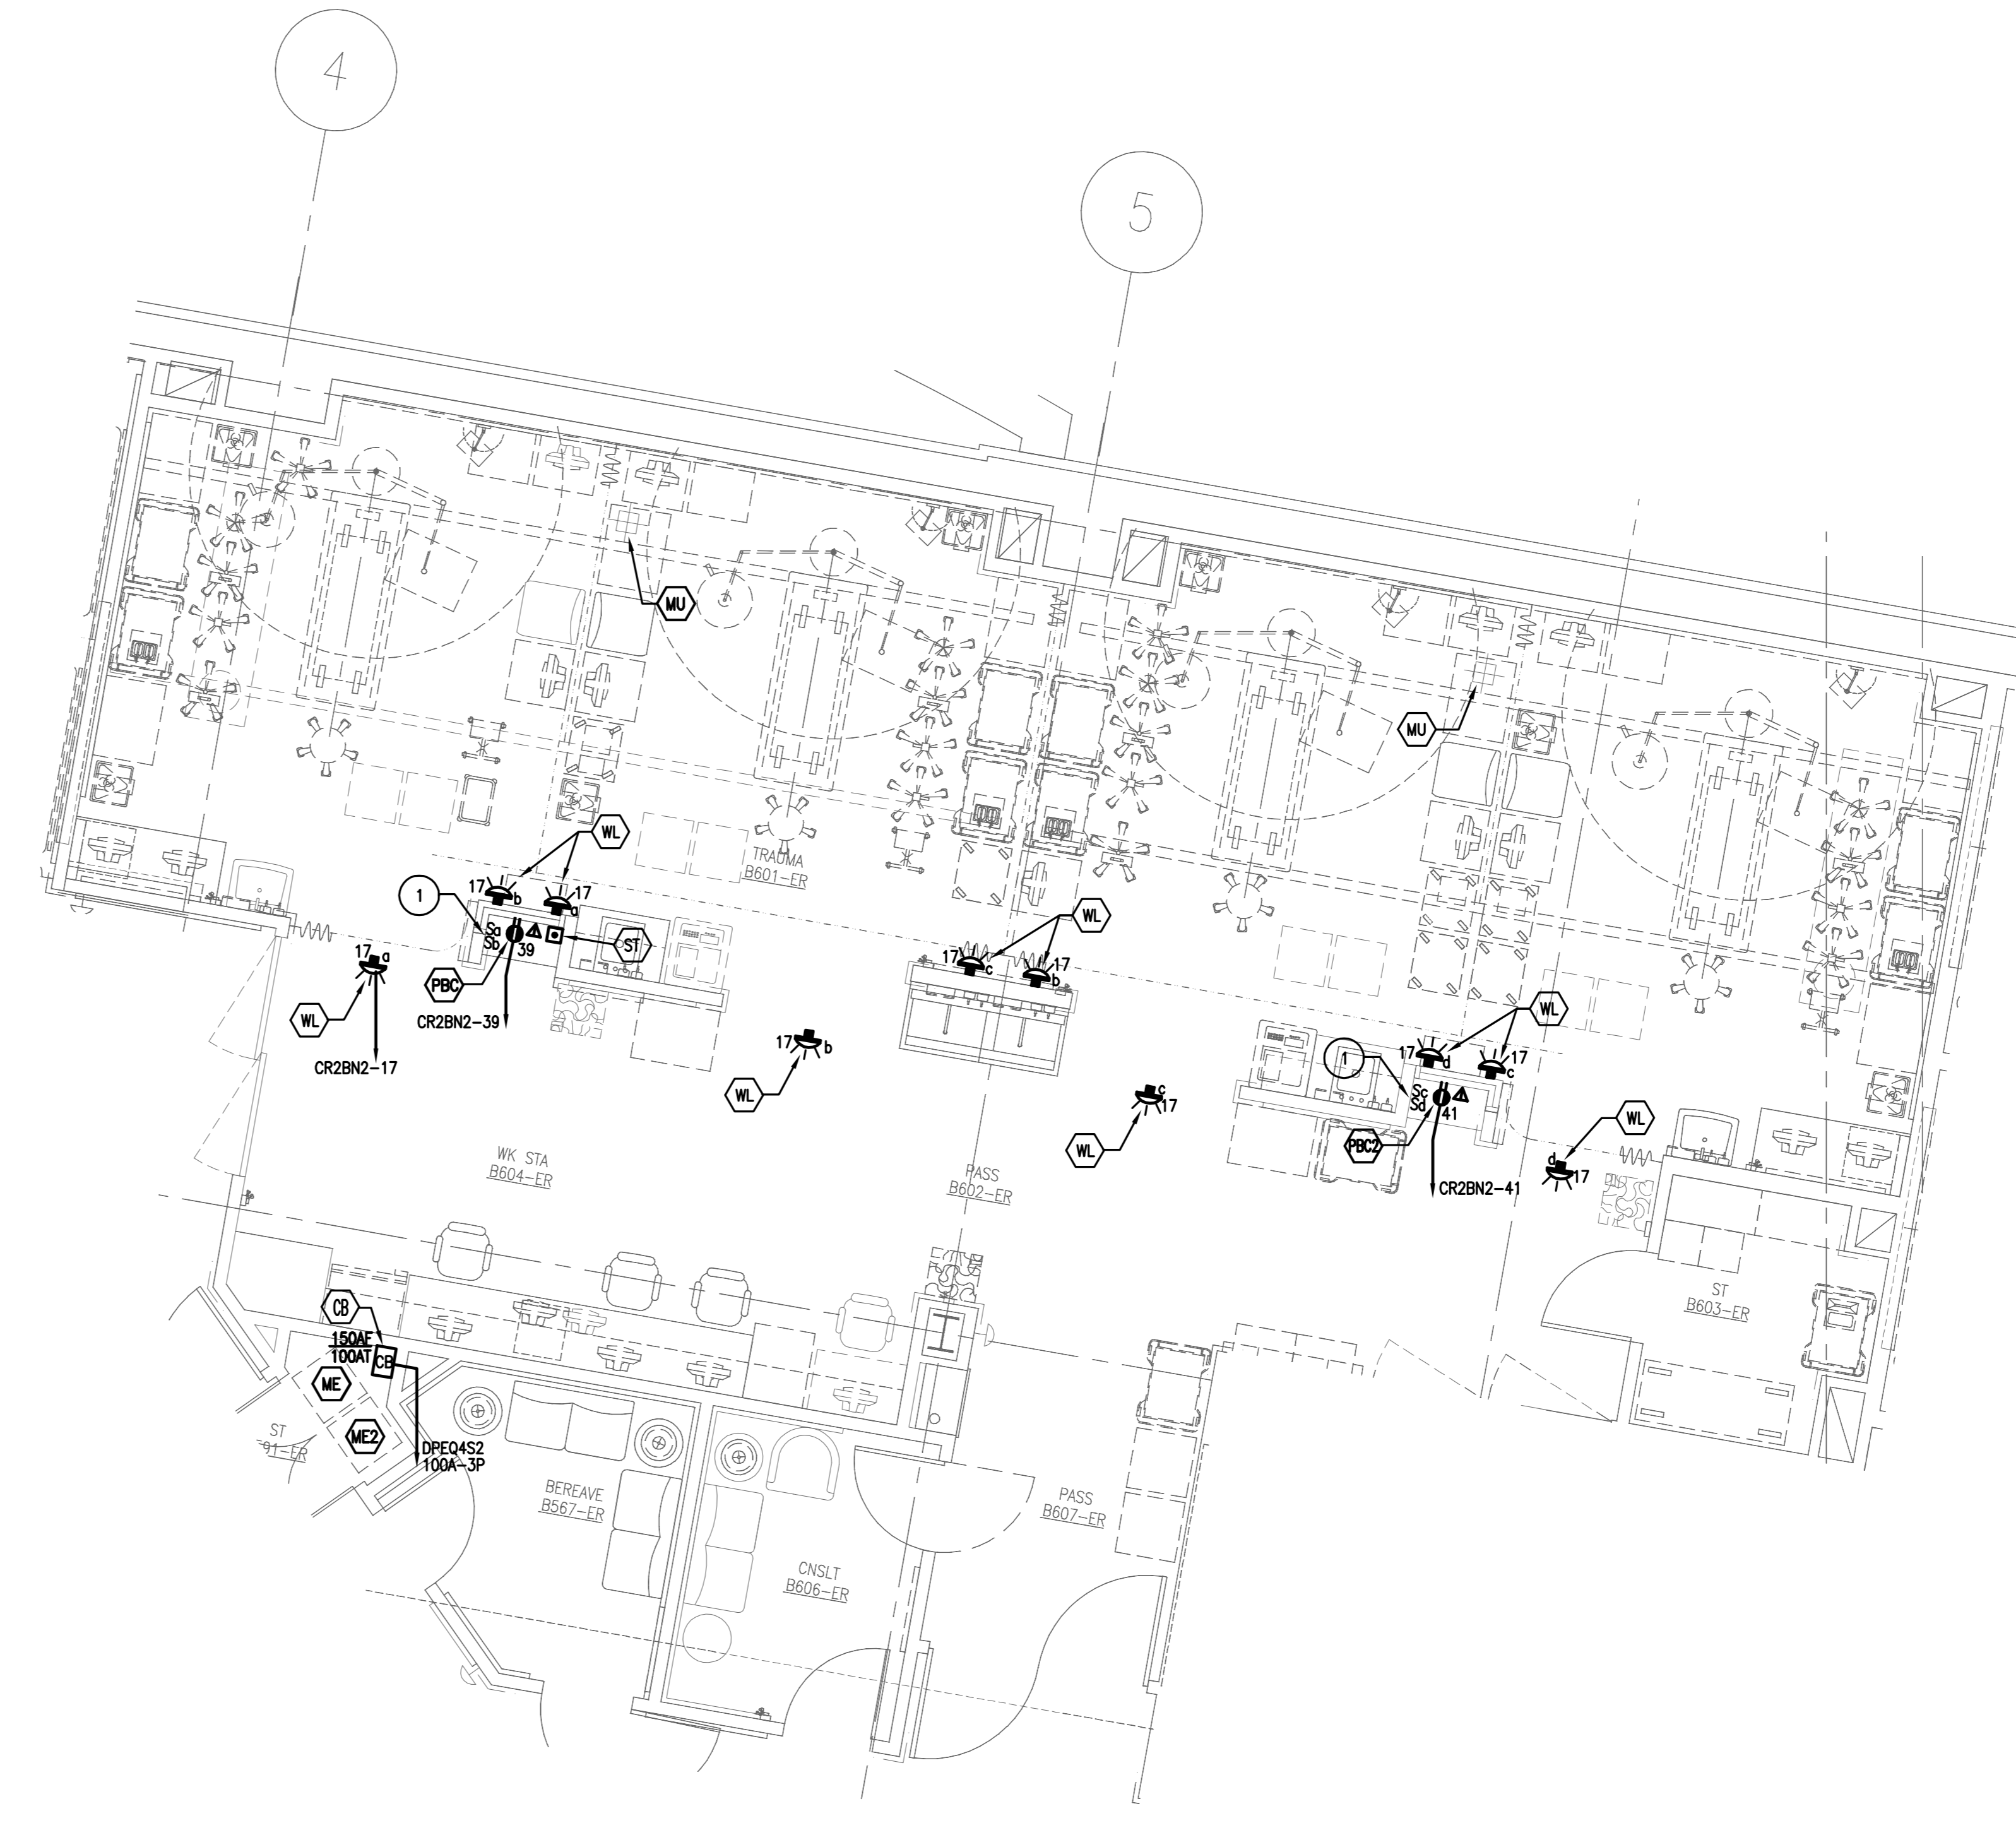 4
5
MU
MU
WL
TRAUMA
B601-ER
17
b
17
a
1
Sa
Sb
39
ST
PBC
CR2BN2-39
17
a
WL
CR2BN2-17
WL
17
c
17
b
17
b
WL
c
17
WL
WL
17
d
17
c
1
Sc
Sd
41
PBC2
CR2BN2-41
WL
d
17
WK STA
B604-ER
PASS
B602-ER
ST
B603-ER
CB
150AF
100AT
CB
ME
ME2
ST
91-ER
DPEQ4S2
100A-3P
BEREAVE
B567-ER
CNSLT
B606-ER
PASS
B607-ER